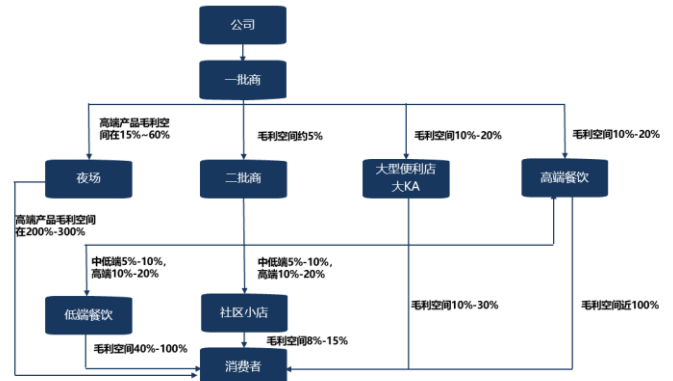 公司
一批商
高端产品毛利空
间在15%~60%
毛利空间约5%
毛利空间10%-20%
毛利空间10%-20%
夜场
二批商
大型便利店
大KA
高端餐饮
高端产品毛利空间
在200%-300%
中低端5%-10%，
高端10%-20%
中低端5%-10%，
高端10%-20%
低端餐饮
社区小店
毛利空间10%-30%
毛利空间近100%
毛利空间40%-100%
毛利空间8%-15%
消费者